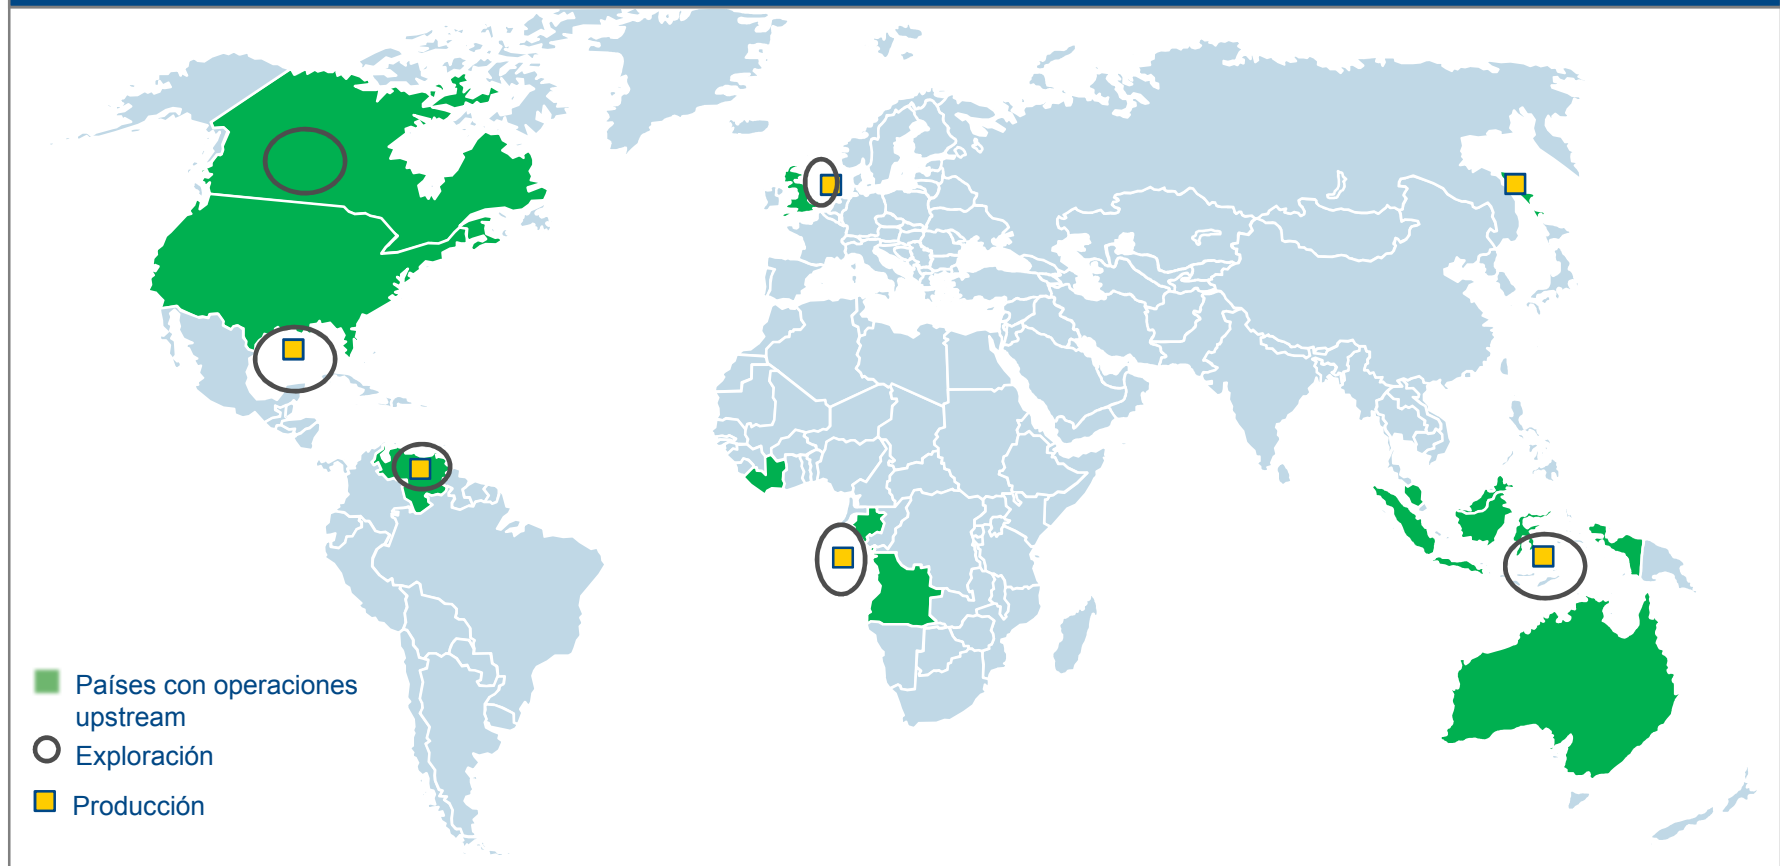 Países con operaciones
upstream
Exploración
Producción